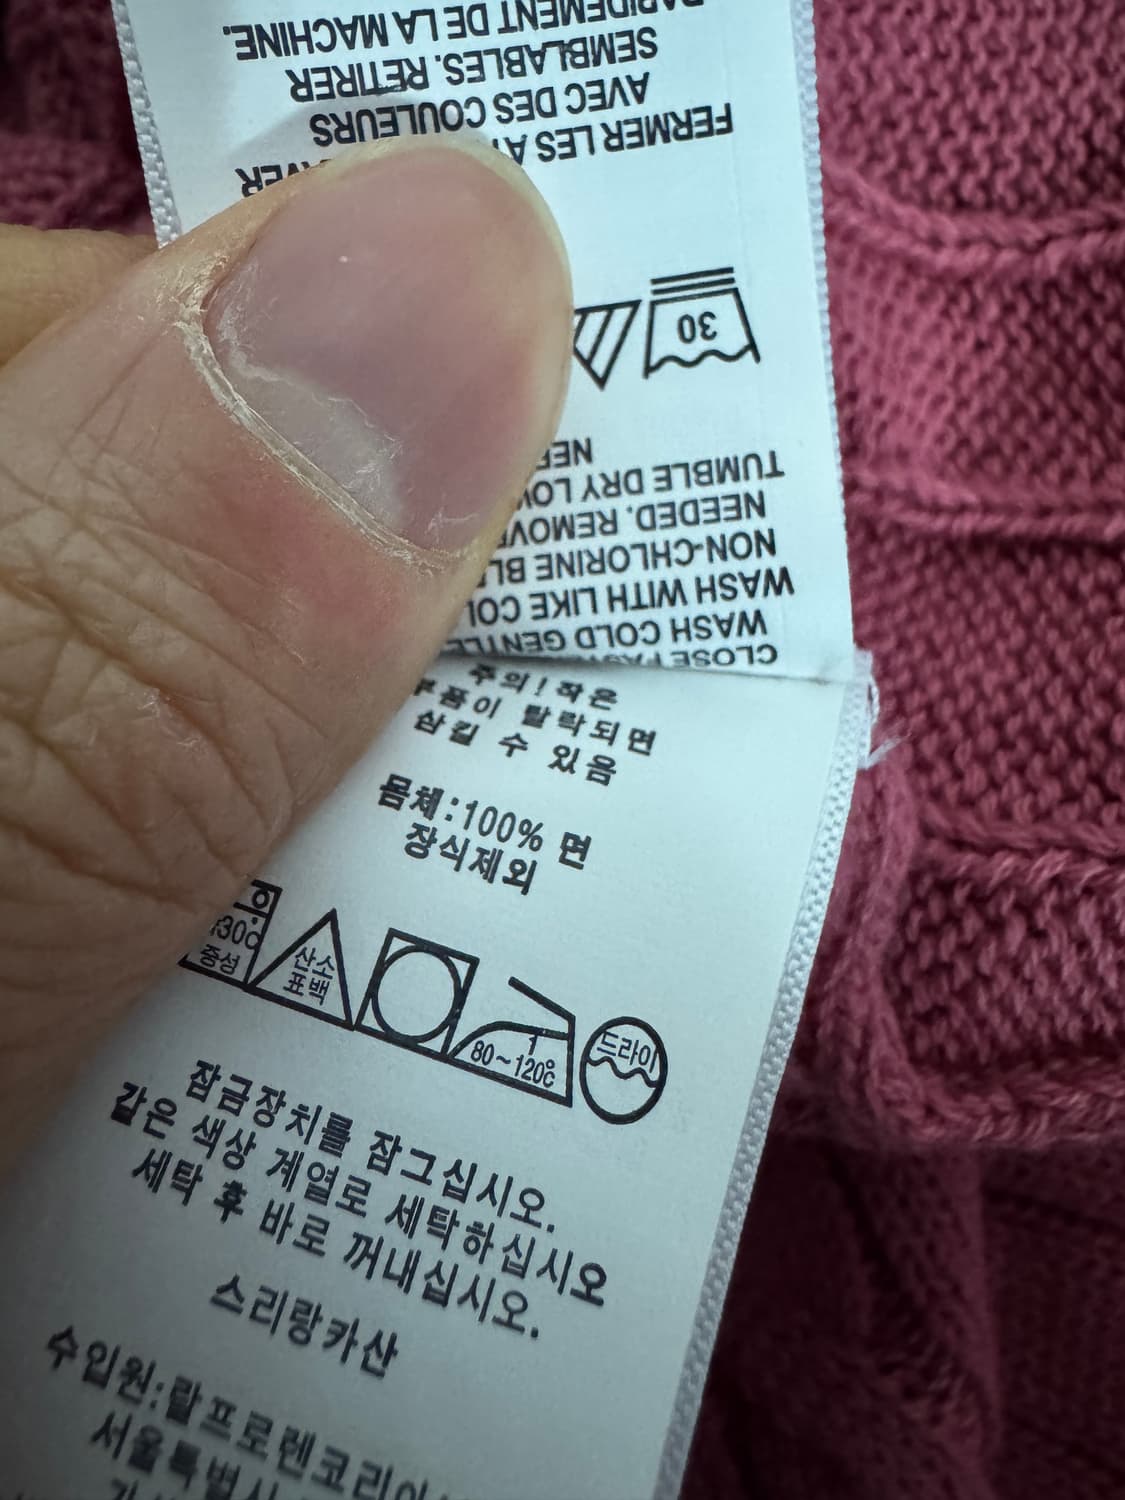 RAPIDEMENT DE LA MACHINE.
SEMBLABLES. RETIRER
AVEC DES COULEURS
FERMER LES
30
TUMBLE DRY
NEEDED. REMOVE
NON-CHLORINE
WASH WITH LIKE
WASH COLD GENTLE
CLOSE
주의! 작은
부품이 탈락되면
삼킬 수 있음
몸체:100% 면
장식제외
약30℃
중성
산소
표백
1
80~120℃
드라이
잠금장치를 잠그십시오.
같은 색상 계열로 세탁하십시오
세탁 후 바로 꺼내십시오.
스리랑카산
수입원:랄프로렌코리아
서울특별시